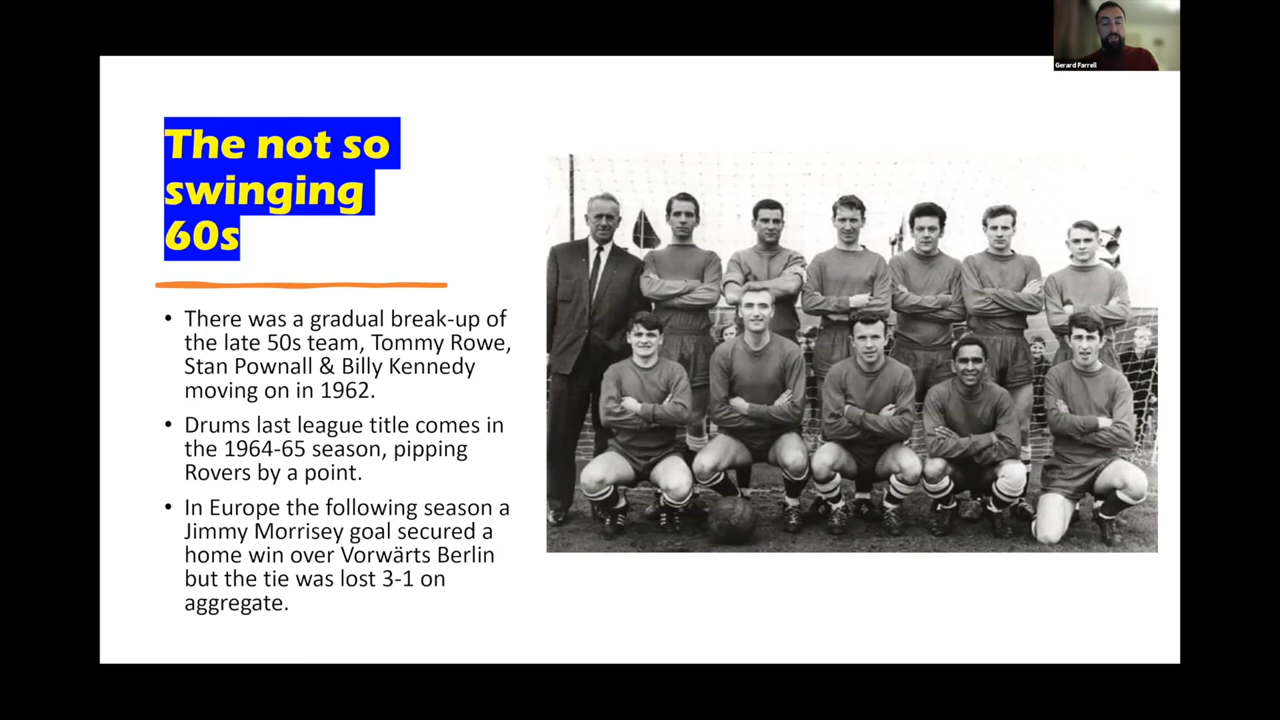 Gerard Farrell
The not so
swinging
60s
• There was a gradual break-up of
the late 50s team, Tommy Rowe,
Stan Pownall & Billy Kennedy
moving on in 1962.
• Drums last league title comes in
the 1964-65 season, pipping
Rovers by a point.
• In Europe the following season a
Jimmy Morrisey goal secured a
home win over Vorwärts Berlin
but the tie was lost 3-1 on
aggregate.